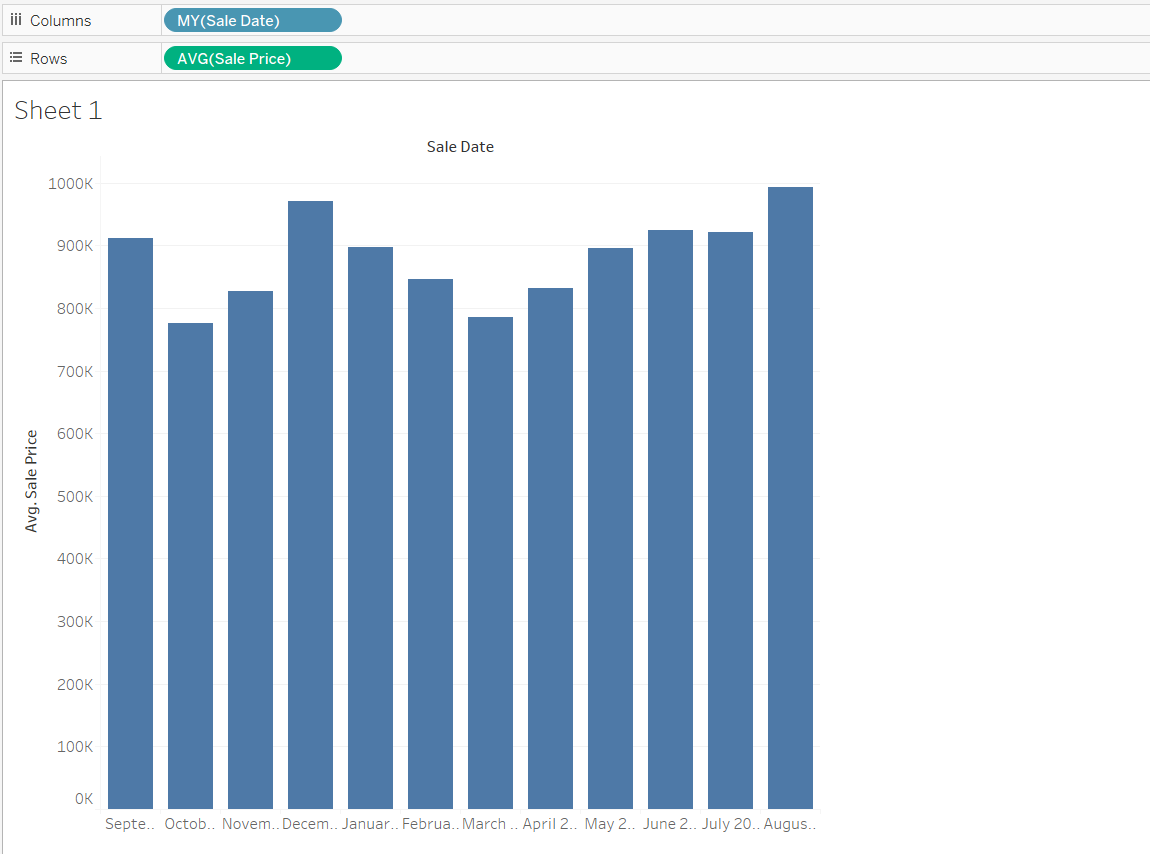 Columns MY(Sale Date)
Rows AVG(Sale Price)
Sheet 1
Sale Date
1000K
900K
800K
700K
600K
500K
400K
300K
200K
100K
0K
Avg. Sale Price
Septe.. Octob.. Novem.. Decem.. Januar.. Februa.. March .. April 2.. May 2.. June 2.. July 20.. Augus..